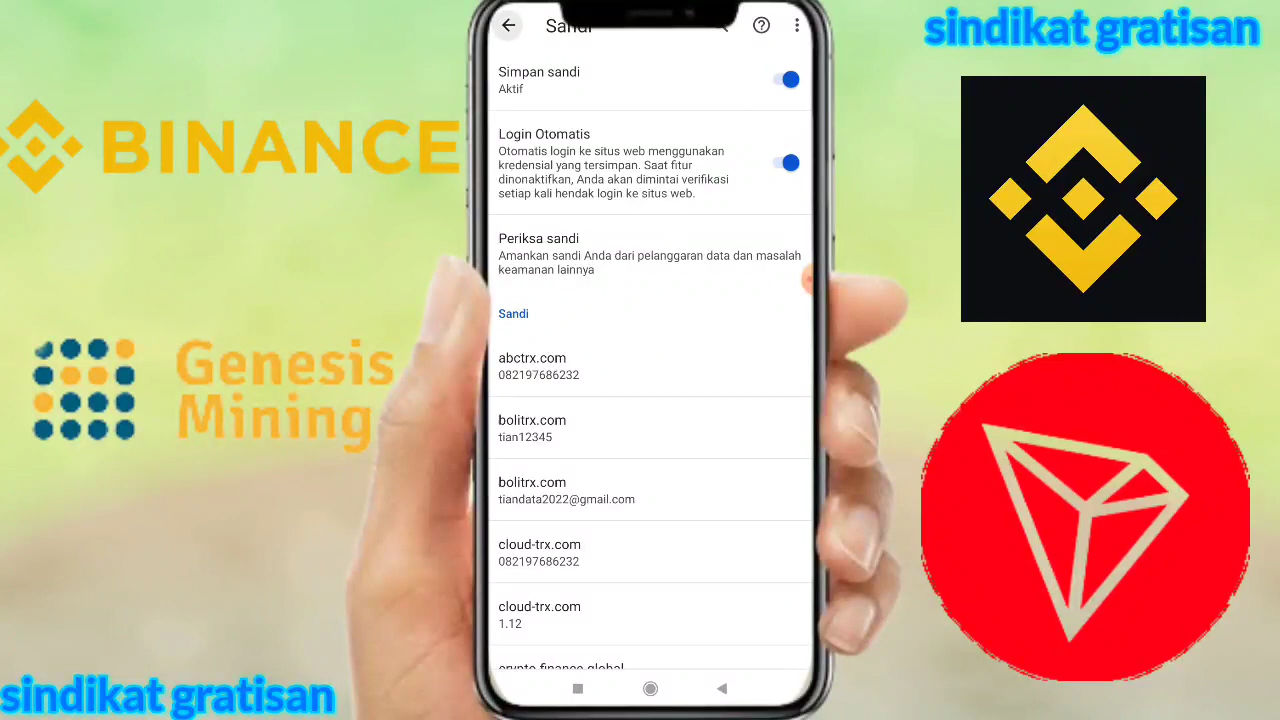 sindikat gratisan
BINANCE
Genesis
Mining
Sandi
Simpan sandi
Aktif
Login Otomatis
Otomatis login ke situs web menggunakan
kredensial yang tersimpan. Saat fitur
dinonaktifkan, Anda akan dimintai verifikasi
setiap kali hendak login ke situs web.
Periksa sandi
Amankan sandi Anda dari pelanggaran data dan masalah
keamanan lainnya
Sandi
abctrx.com
082197686232
bolitrx.com
tian12345
bolitrx.com
tiandata2022@gmail.com
cloud-trx.com
082197686232
cloud-trx.com
1.12
crypto finance global
sindikat gratisan